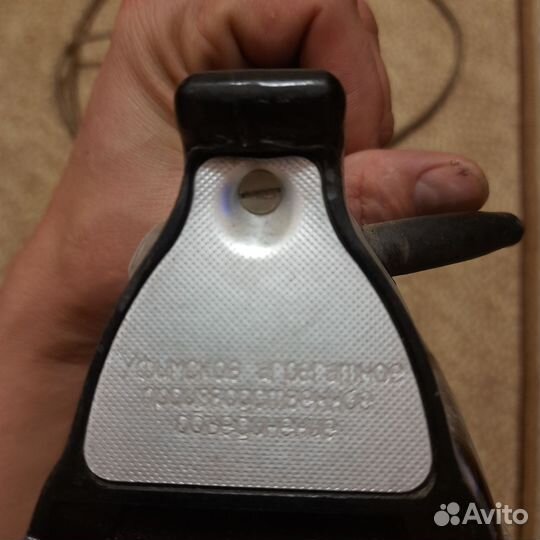 Уфимское агрегатное
производственное
объединение
Avito